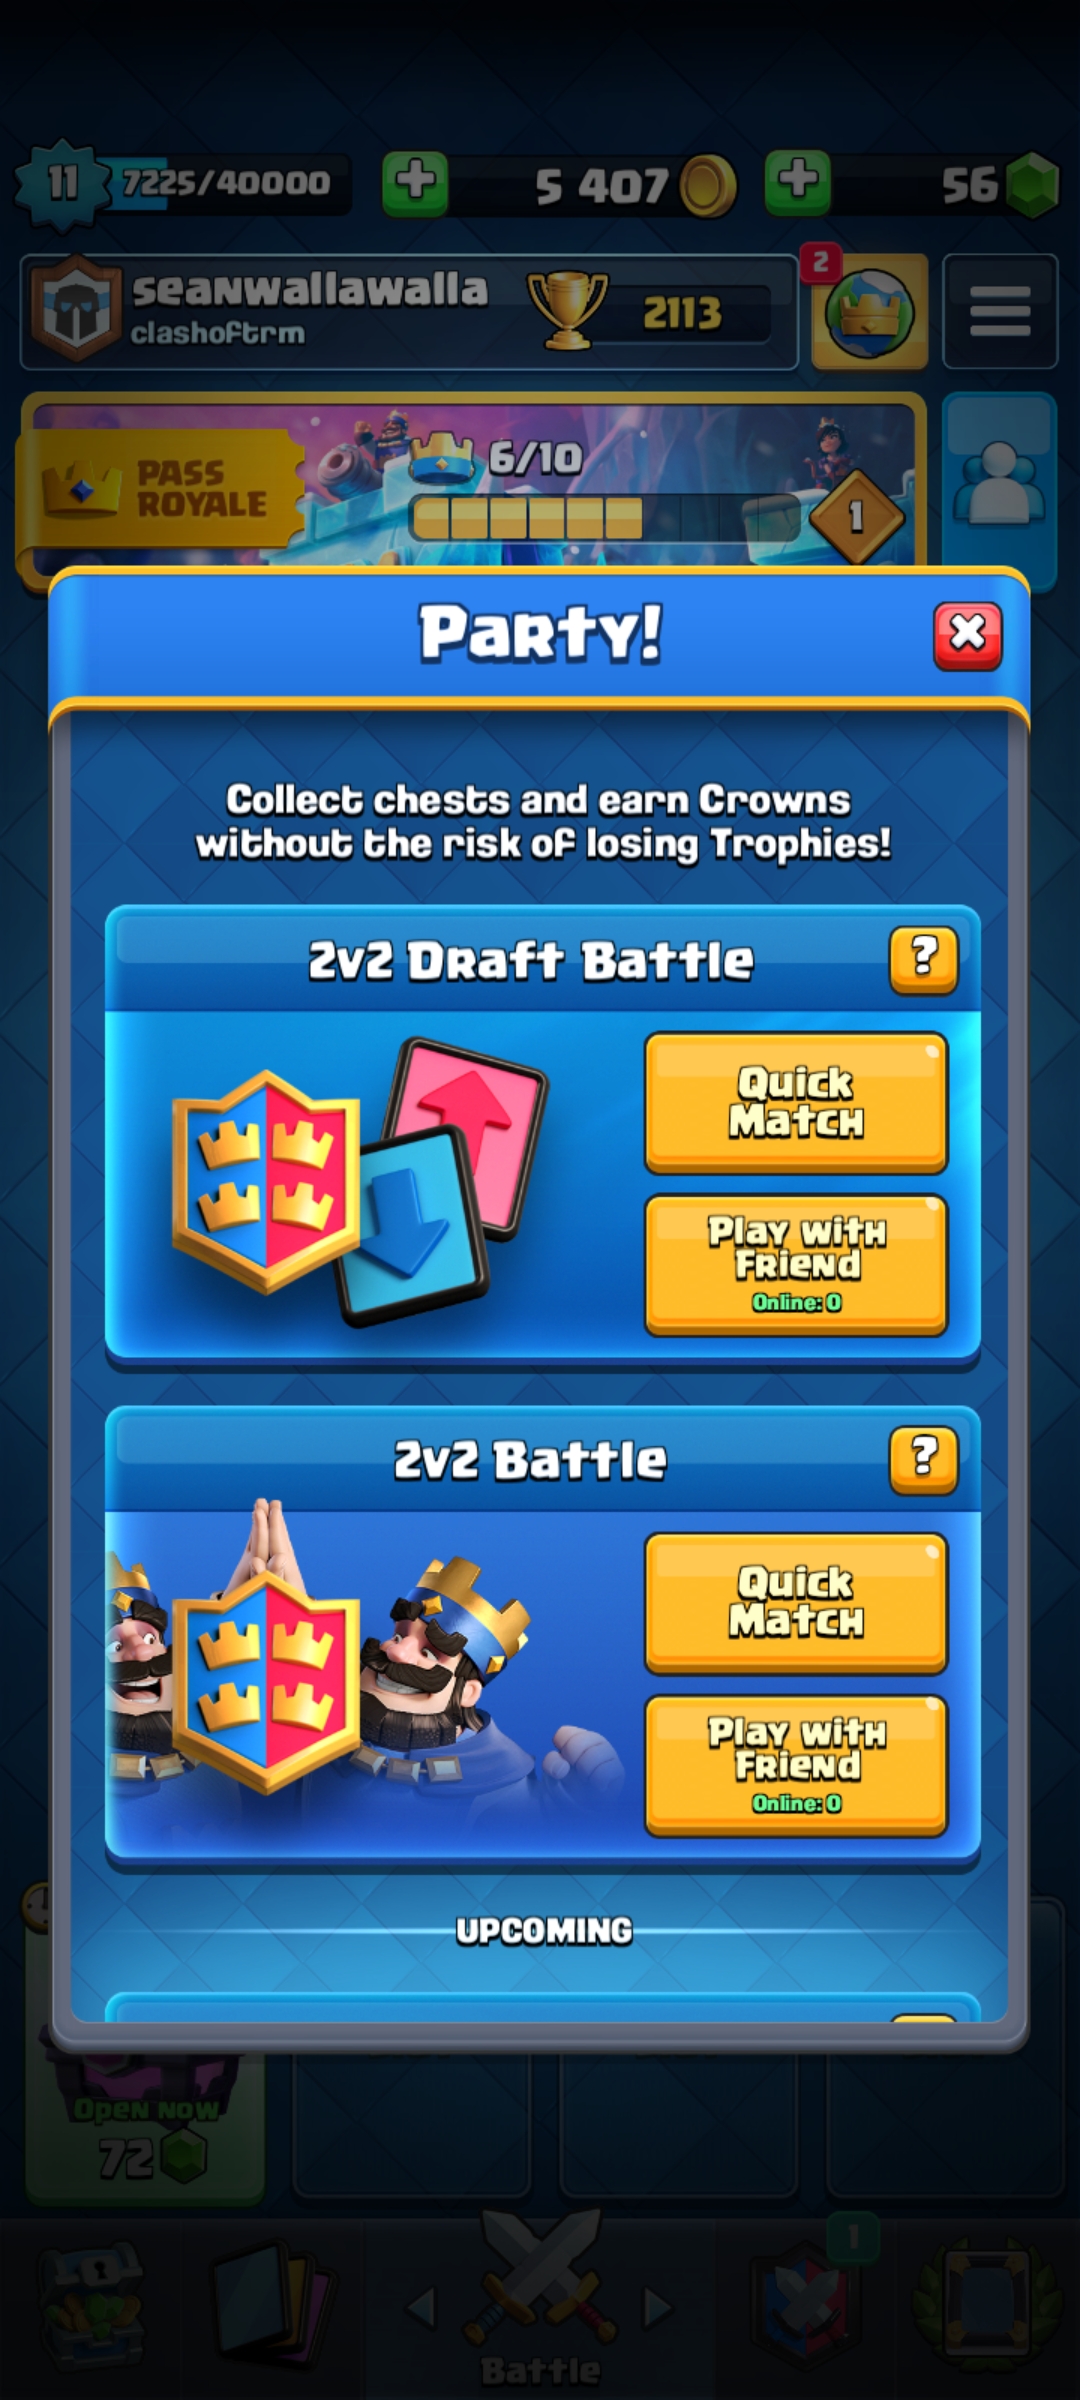 11
7225/40000
5 407
56
seanwallawalla
clashoftrm
2113
2
PASS
ROYALE
6/10
1
Party!
Collect chests and earn Crowns
without the risk of losing Trophies!
2v2 Draft Battle
?
Quick
Match
Play with
Friend
Online: 0
2v2 Battle
?
Quick
Match
Play with
Friend
Online: 0
UPCOMING
Open now
72
1
Battle